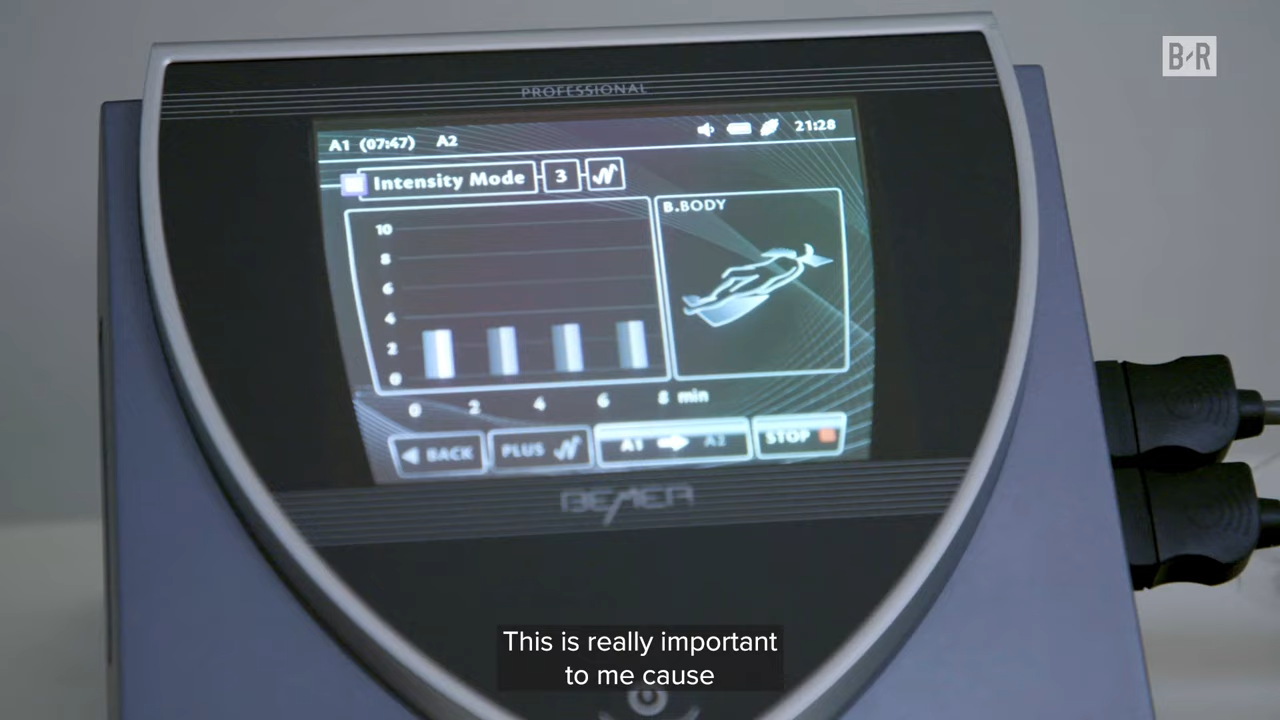 B/R
PROFESSIONAL
A1 (07:47) A2
21:28
Intensity Mode 3
B.BODY
10
8
6
4
2
0
0 2 4 6 8 min
BACK
PLUS
A1 A2
STOP
BEMER
This is really important
to me cause